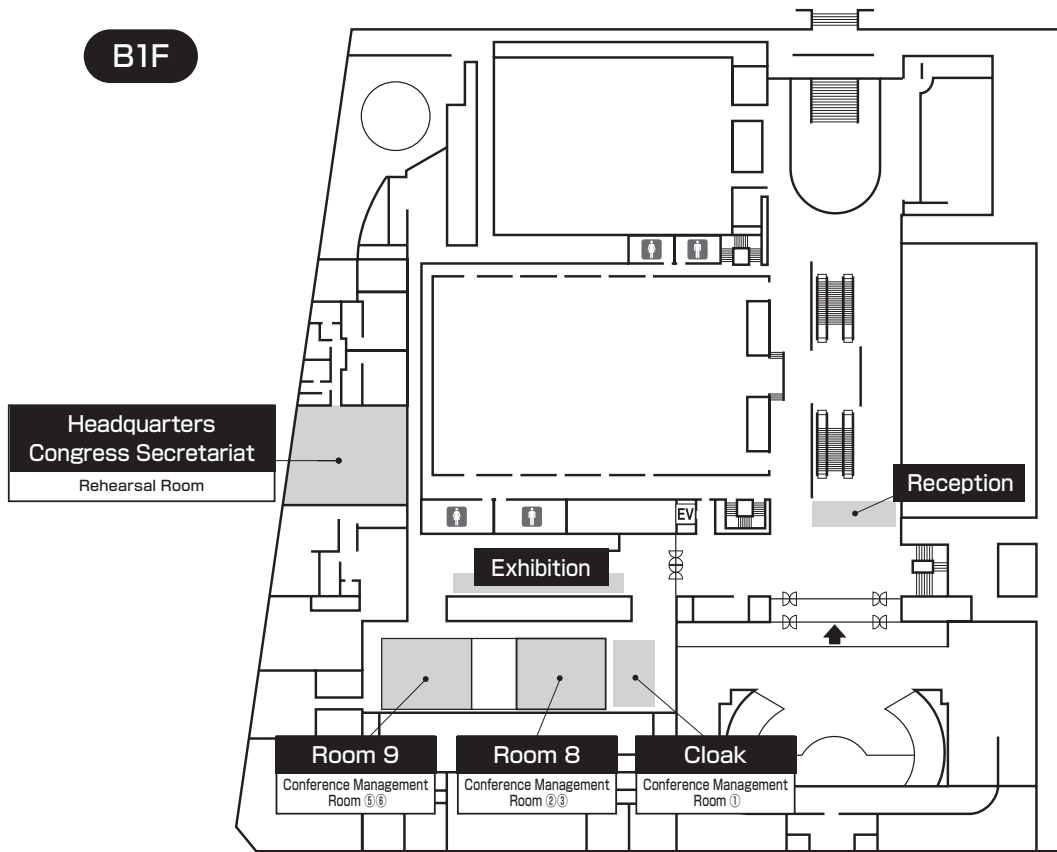 B1F
Headquarters
Congress Secretariat
Rehearsal Room
Reception
EV
Exhibition
Room 9
Conference Management
Room ⑤⑥
Room 8
Conference Management
Room ②③
Cloak
Conference Management
Room ①